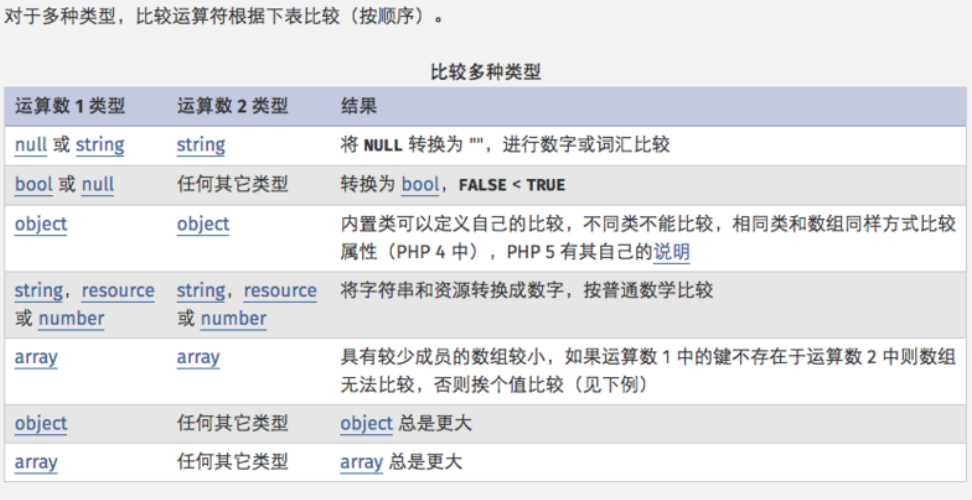 对于多种类型，比较运算符根据下表比较（按顺序）。
比较多种类型
运算数 1 类型 运算数 2 类型 结果
null 或 string string 将 NULL 转换为 ""，进行数字或词汇比较
bool 或 null 任何其它类型 转换为 bool，FALSE < TRUE
object object 内置类可以定义自己的比较，不同类不能比较，相同类和数组同样方式比较
属性（PHP 4 中），PHP 5 有其自己的说明
string，resource string，resource 将字符串和资源转换成数字，按普通数学比较
或 number 或 number
array array 具有较少成员的数组较小，如果运算数 1 中的键不存在于运算数 2 中则数组
无法比较，否则挨个值比较（见下例）
object 任何其它类型 object 总是更大
array 任何其它类型 array 总是更大